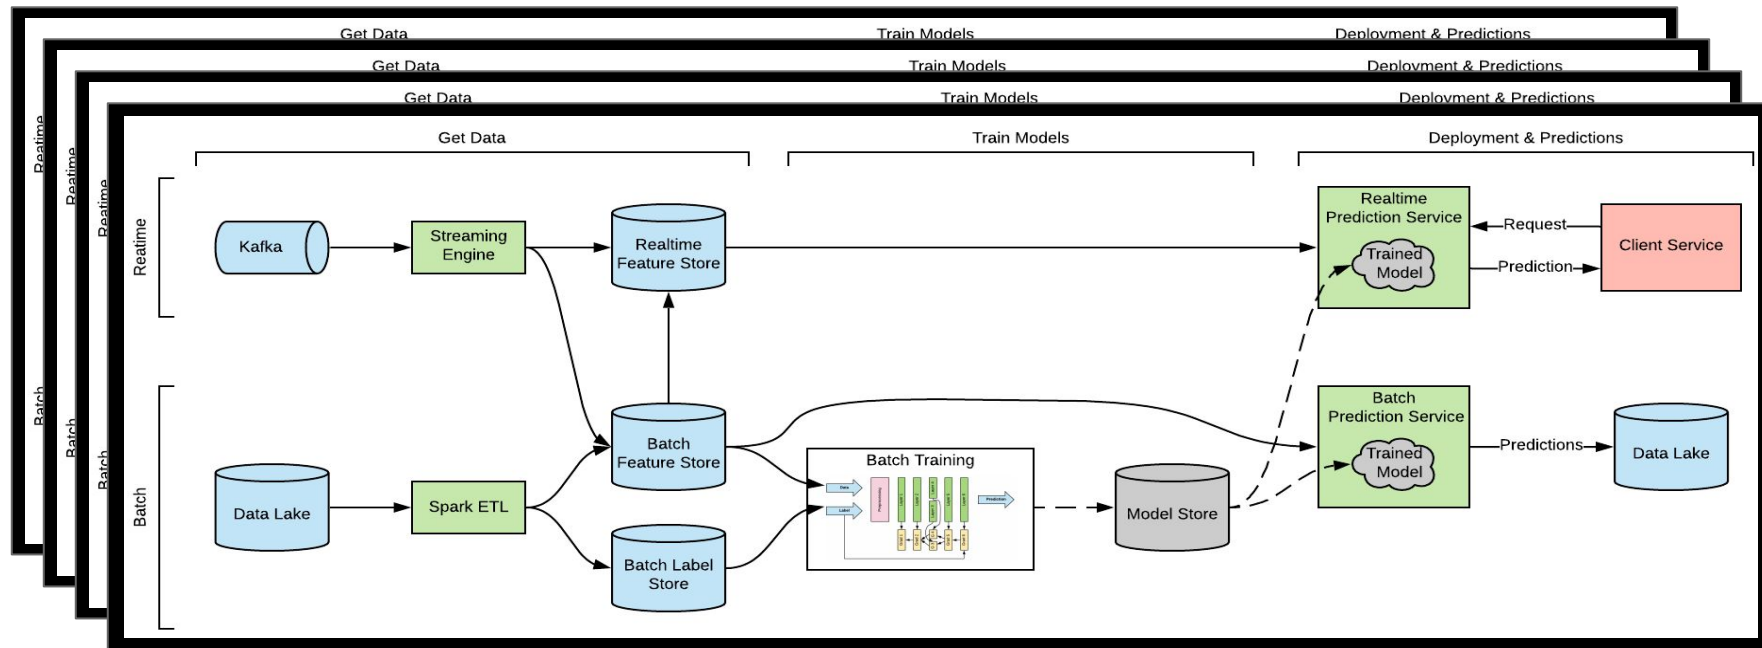 Get Data
Train Models
Deployment & Predictions
Get Data
Train Models
Deployment & Predictions
Get Data
Train Models
Deployment & Predictions
Get Data
Train Models
Deployment & Predictions
Reatime
Reatime
Reatime
Reatime
Kafka
Streaming
Engine
Realtime
Feature Store
Realtime
Prediction Service
Trained
Model
Request
Prediction
Client Service
Batch
Batch
Batch
Batch
Data Lake
Spark ETL
Batch
Feature Store
Batch Label
Store
Batch Training
Data
Label
Preprocessing
Prediction
Model Store
Batch
Prediction Service
Trained
Model
Predictions
Data Lake